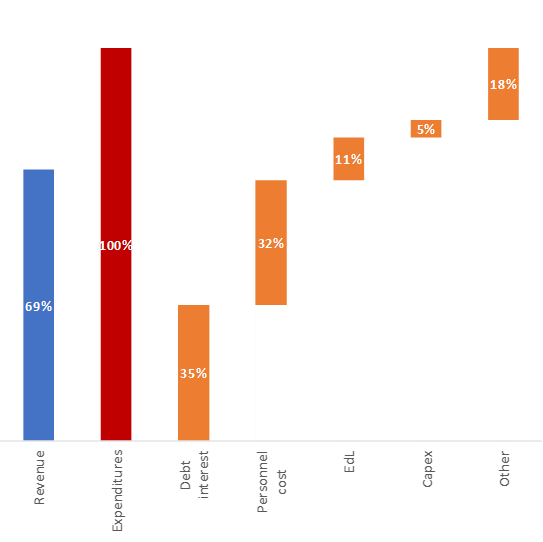 18%
5%
11%
32%
100%
69%
35%
Revenue
Expenditures
Debt
interest
Personnel
cost
EdL
Capex
Other